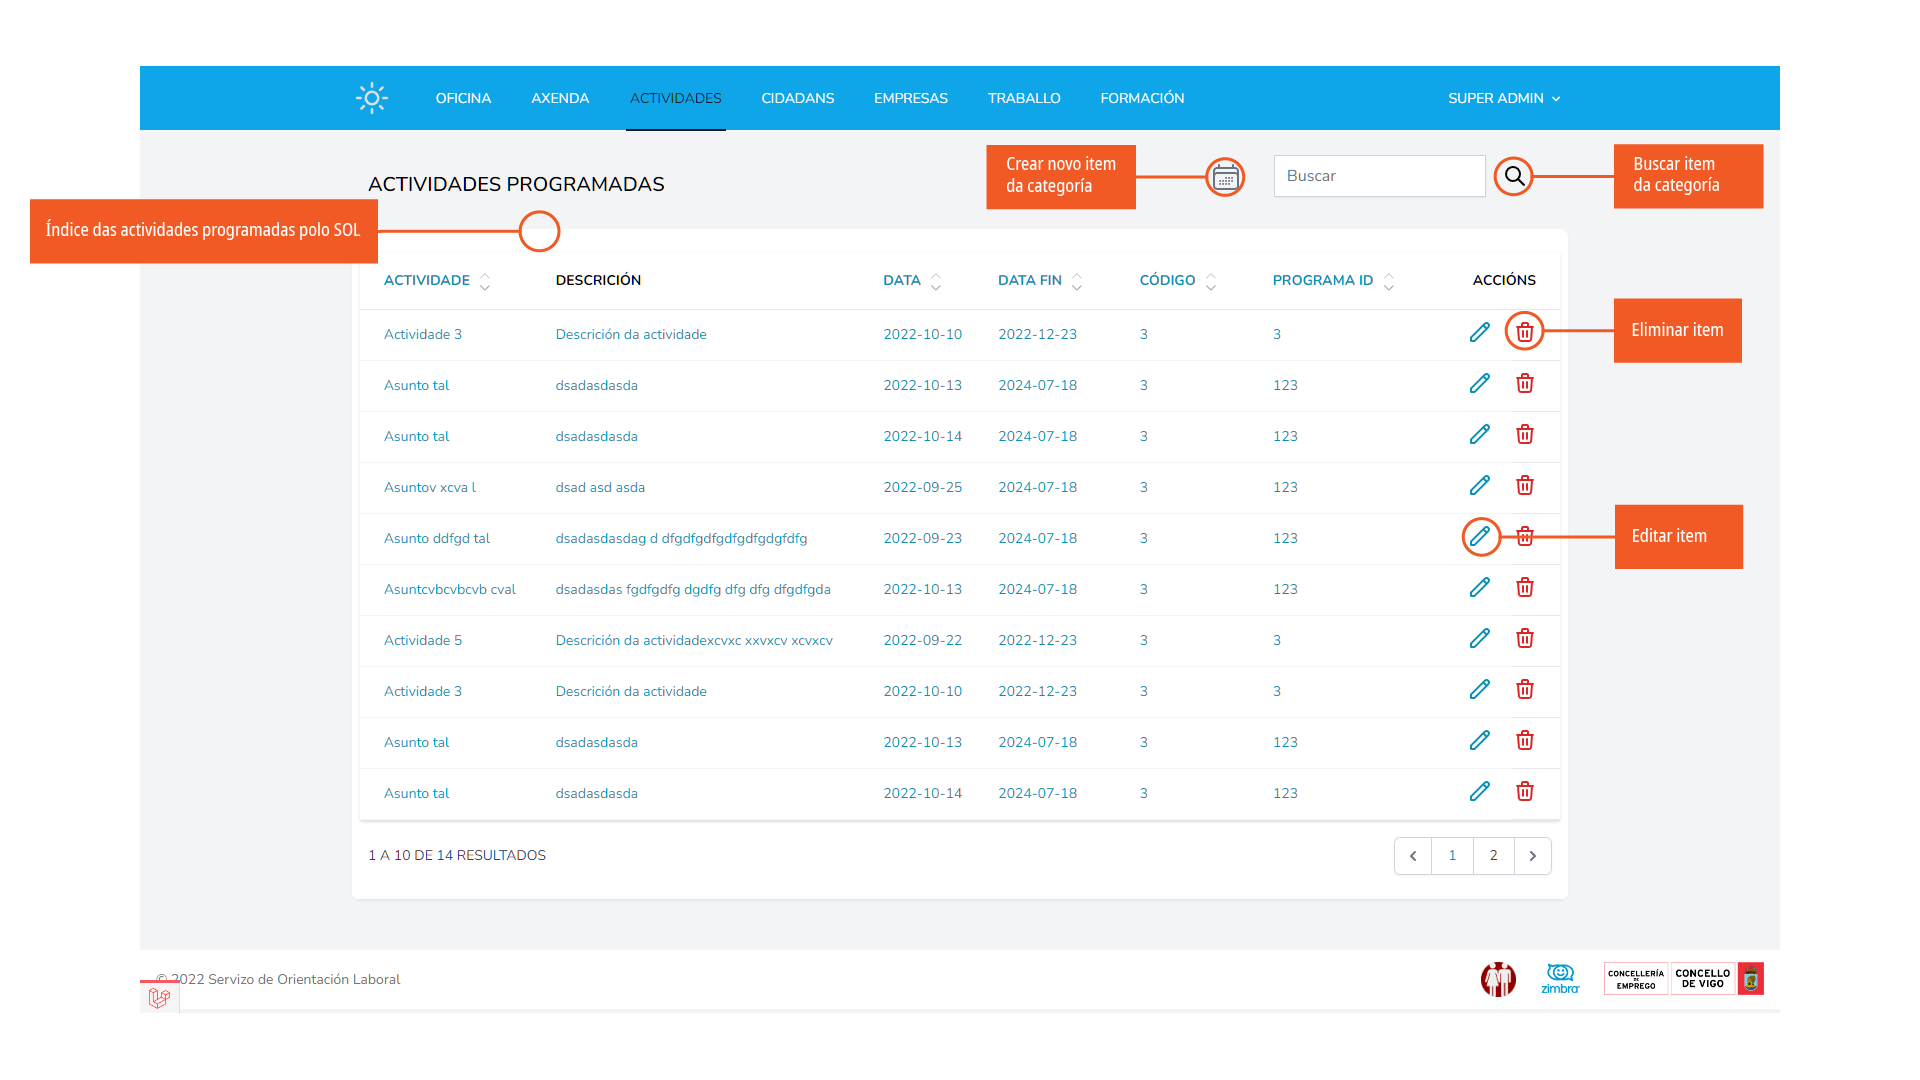 OFICINA AXENDA ACTIVIDADES CIDADANS EMPRESAS TRABALLO FORMACIÓN SUPER ADMIN
Crear novo item
da categoría
Buscar
Buscar item
da categoría
ACTIVIDADES PROGRAMADAS
Índice das actividades programadas polo SOL
ACTIVIDADE DESCRICIÓN DATA DATA FIN CÓDIGO PROGRAMA ID ACCIÓNS
Actividade 3 Descrición da actividade 2022-10-10 2022-12-23 3 3
Eliminar item
Asunto tal dsadasdasda 2022-10-13 2024-07-18 3 123
Asunto tal dsadasdasda 2022-10-14 2024-07-18 3 123
Asuntov xcva l dsad asd asda 2022-09-25 2024-07-18 3 123
Asunto ddfgd tal dsadasdasdag d dfgdfgdfgdfgdfgdgfdfg 2022-09-23 2024-07-18 3 123
Editar item
Asuntcvbcvbcvb cval dsadasdas fgdfgdfg dgdfg dfg dfg dfgdfgda 2022-10-13 2024-07-18 3 123
Actividade 5 Descrición da actividadexcvxc xxvxcv xcvxcv 2022-09-22 2022-12-23 3 3
Actividade 3 Descrición da actividade 2022-10-10 2022-12-23 3 3
Asunto tal dsadasdasda 2022-10-13 2024-07-18 3 123
Asunto tal dsadasdasda 2022-10-14 2024-07-18 3 123
1 A 10 DE 14 RESULTADOS
1 2
© 2022 Servizo de Orientación Laboral
zimbra
CONCELLERÍA
DE
EMPREGO
CONCELLO
DE VIGO